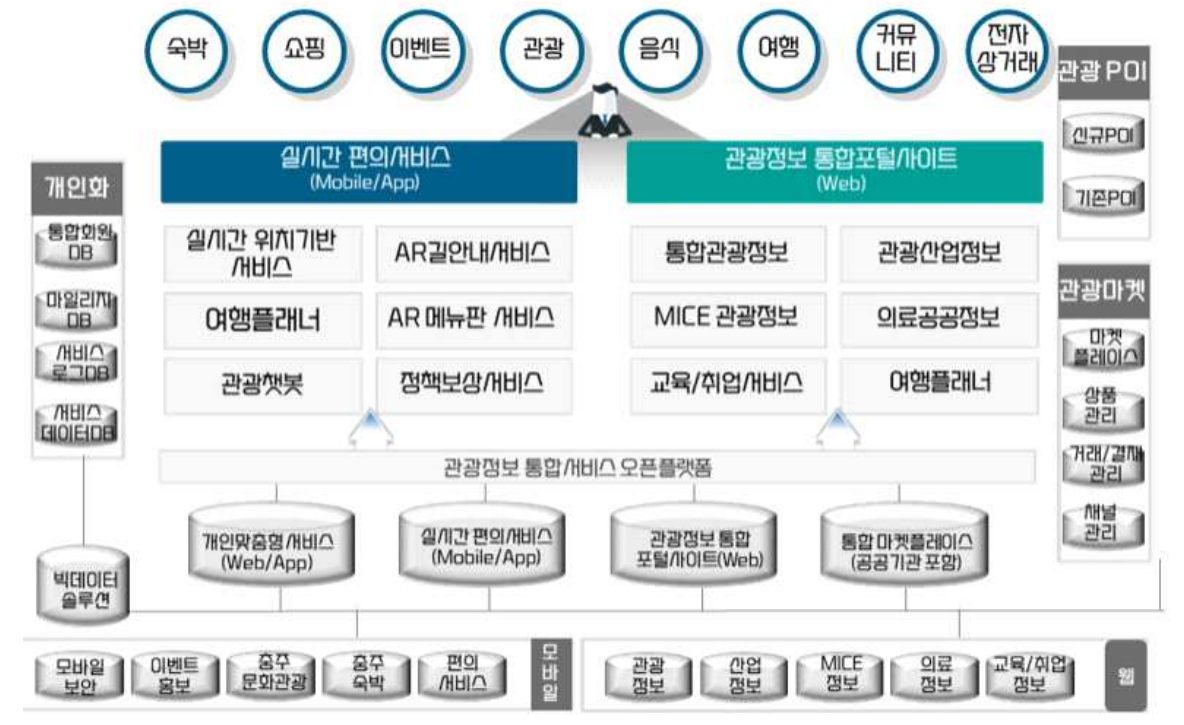 숙박
쇼핑
이벤트
관광
음식
여행
커뮤
니티
전자
상거래
실시간 편의서비스
(Mobile/App)
관광정보 통합포털사이트
(Web)
개인화
통합회원
DB
마일리지
DB
서비스
로그DB
서비스
데이터DB
빅데이터
솔루션
실시간 위치기반
서비스
AR길안내서비스
여행플래너
AR 메뉴판 서비스
관광챗봇
정책보상서비스
통합관광정보
관광산업정보
MICE 관광정보
의료공공정보
교육/취업서비스
여행플래너
관광 POI
신규POI
기존POI
관광마켓
마켓
플레이스
상품
관리
거래/결재
관리
채널
관리
관광정보 통합서비스 오픈플랫폼
개인맞춤형서비스
(Web/App)
실시간 편의서비스
(Mobile/App)
관광정보 통합
포털사이트(Web)
통합 마켓플레이스
(공공기관 포함)
모바일
보안
이벤트
홍보
충주
문화관광
충주
숙박
편의
서비스
모
바
일
관광
정보
산업
정보
MICE
정보
의료
정보
교육/취업
정보
웹